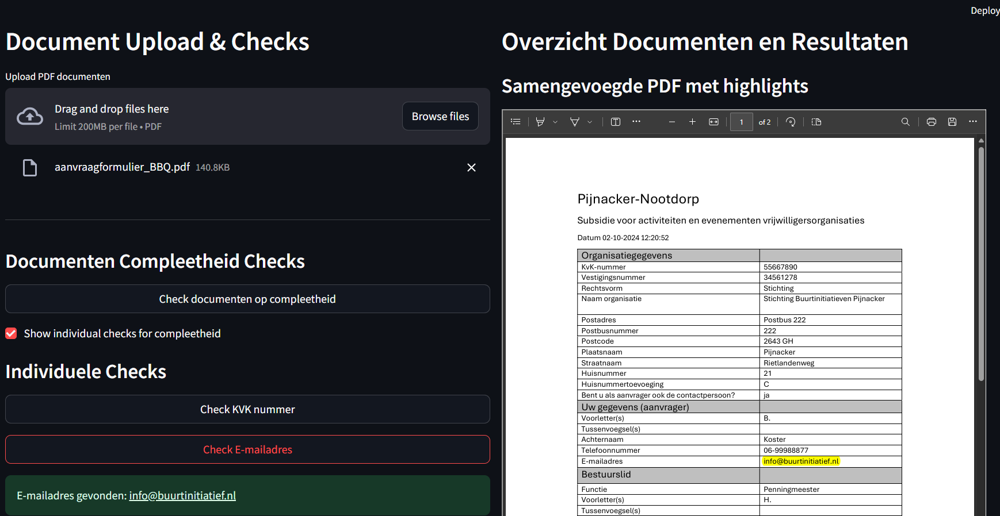 Deploy
Document Upload & Checks
Upload PDF documenten
Drag and drop files here
Limit 200MB per file • PDF
Browse files
aanvraagformulier_BBQ.pdf 140.8KB
Documenten Compleetheid Checks
Check documenten op compleetheid
Show individual checks for compleetheid
Individuele Checks
Check KVK nummer
Check E-mailadres
E-mailadres gevonden: info@buurtinitiatief.nl
Overzicht Documenten en Resultaten
Samengevoegde PDF met highlights
1 of 2
Pijnacker-Nootdorp
Subsidie voor activiteiten en evenementen vrijwilligersorganisaties
Datum 02-10-2024 12:20:52
Organisatiegegevens
KvK-nummer 55667890
Vestigingsnummer 34561278
Rechtsvorm Stichting
Naam organisatie Stichting Buurtinitiatieven Pijnacker
Postadres Postbus 222
Postbusnummer 222
Postcode 2643 GH
Plaatsnaam Pijnacker
Straatnaam Rietlandenweg
Huisnummer 21
Huisnummertoevoeging C
Bent u als aanvrager ook de contactpersoon? ja
Uw gegevens (aanvrager)
Voorletter(s) B.
Tussenvoegsel(s)
Achternaam Koster
Telefoonnummer 06-99988877
E-mailadres info@buurtinitiatief.nl
Bestuurslid
Functie Penningmeester
Voorletter(s) H.
Tussenvoegsel(s)